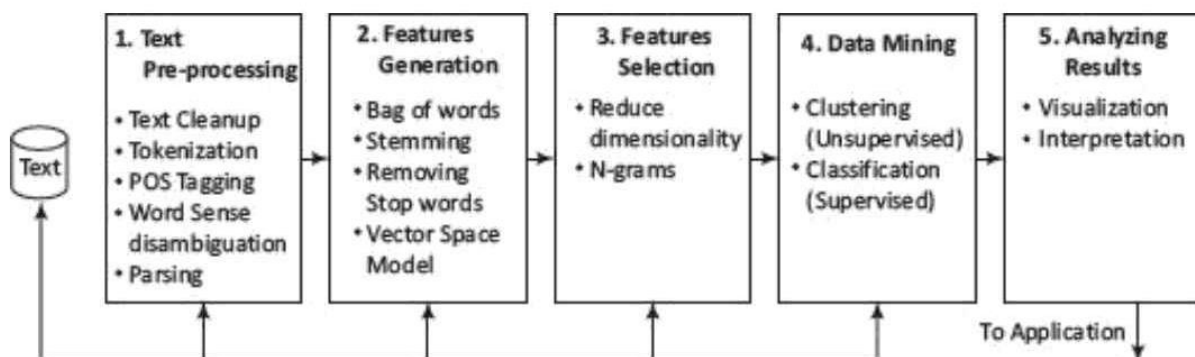 Text
1. Text
Pre-processing
• Text Cleanup
• Tokenization
• POS Tagging
• Word Sense
disambiguation
• Parsing
2. Features
Generation
• Bag of words
• Stemming
• Removing
Stop words
• Vector Space
Model
3. Features
Selection
• Reduce
dimensionality
• N-grams
4. Data Mining
• Clustering
(Unsupervised)
• Classification
(Supervised)
5. Analyzing
Results
• Visualization
• Interpretation
To Application